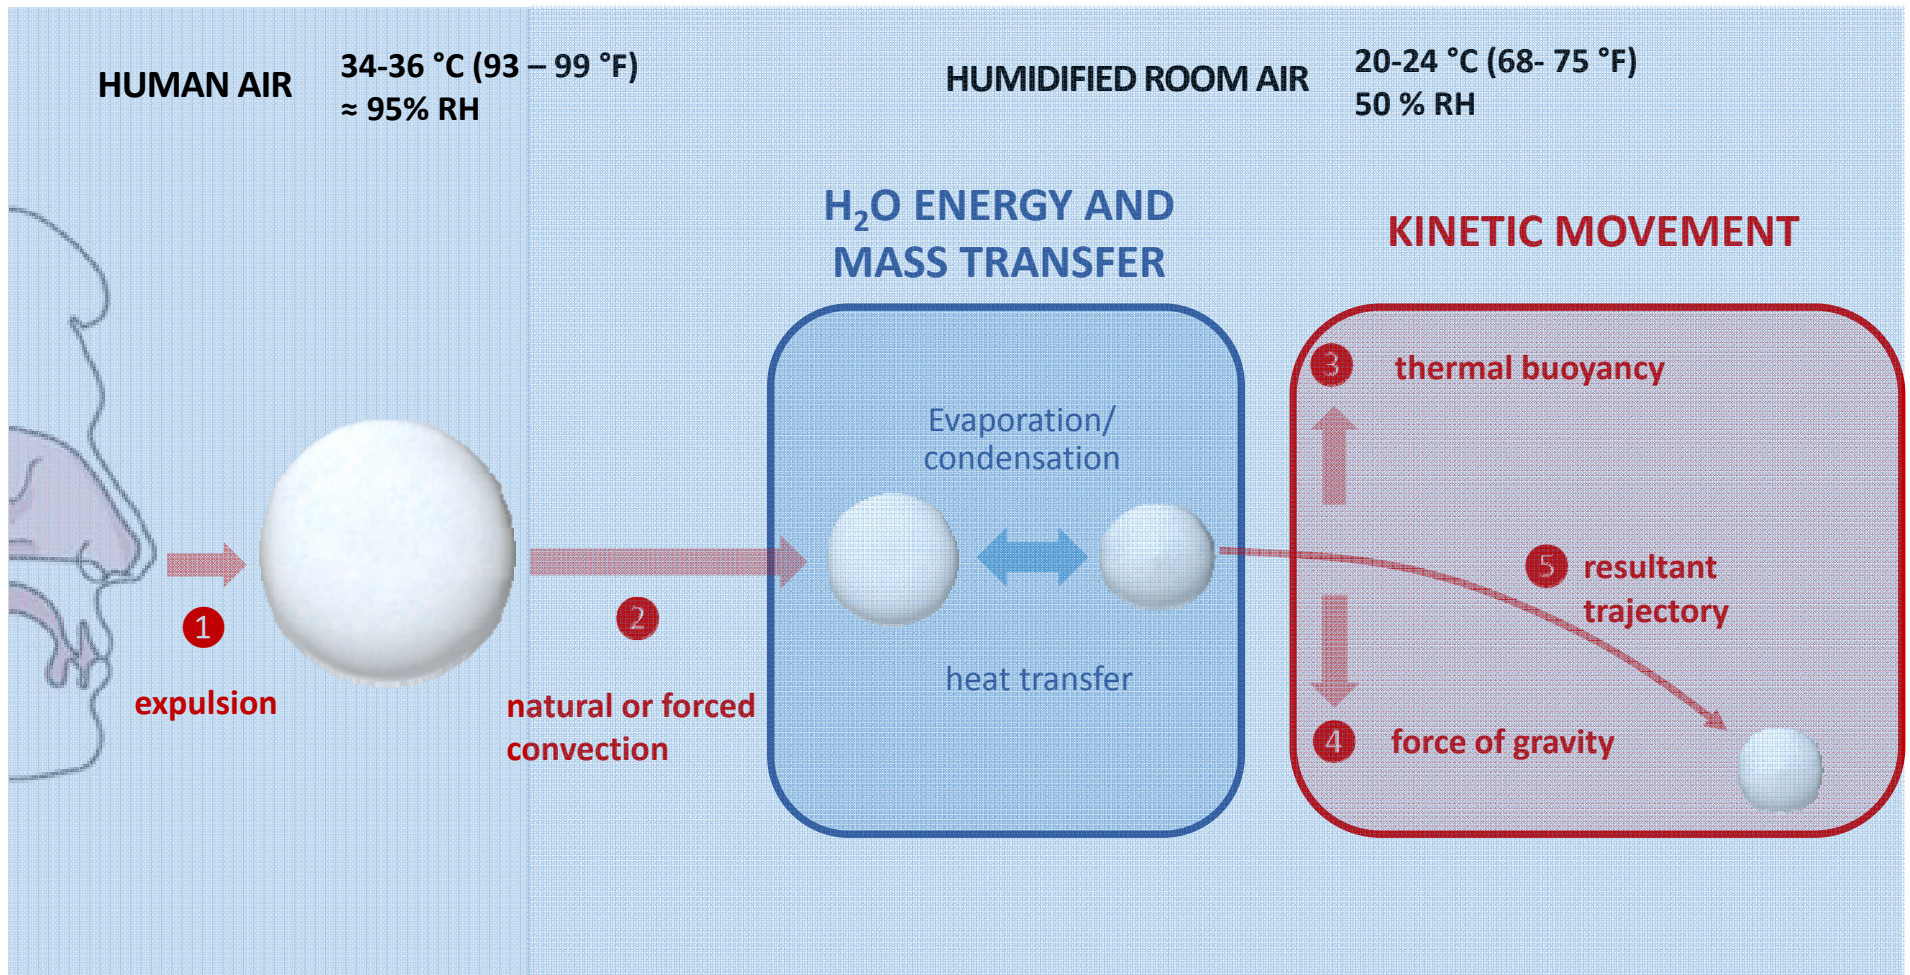 HUMAN AIR
34-36 °C (93 – 99 °F)
≈ 95% RH
HUMIDIFIED ROOM AIR
20-24 °C (68- 75 °F)
50 % RH
H₂O ENERGY AND
MASS TRANSFER
KINETIC MOVEMENT
3 thermal buoyancy
Evaporation/
condensation
5 resultant
trajectory
1
expulsion
2
natural or forced
convection
heat transfer
4 force of gravity